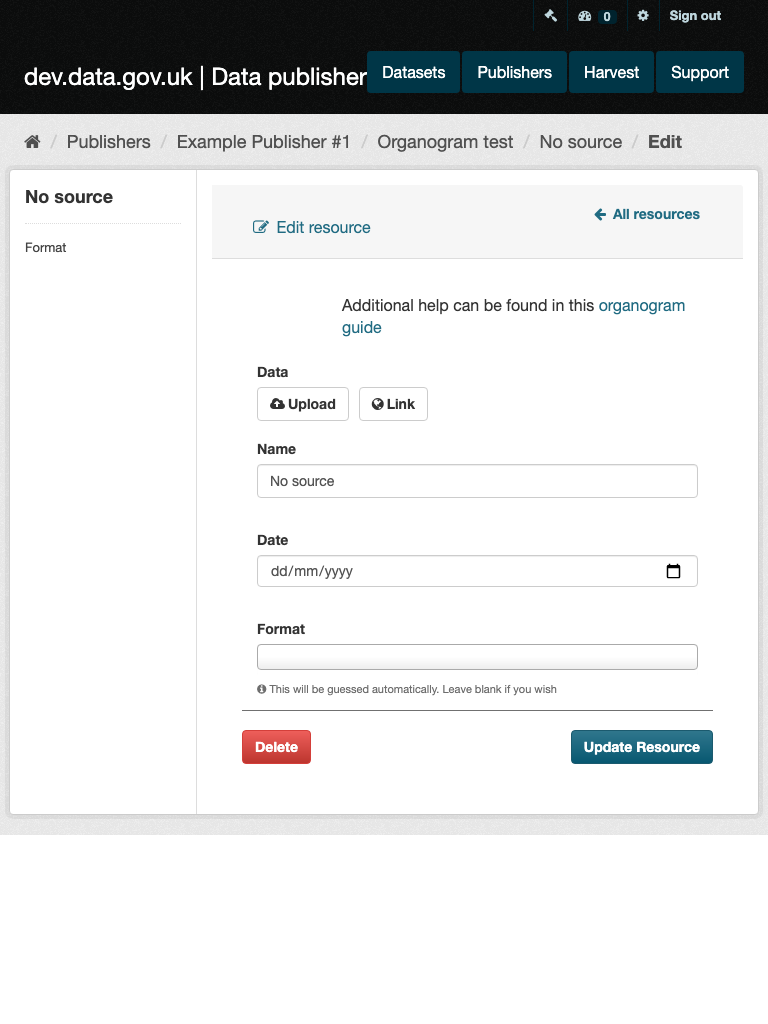 0 Sign out
dev.data.gov.uk | Data publisher
Datasets Publishers Harvest Support
/ Publishers / Example Publisher #1 / Organogram test / No source / Edit
No source
Format
All resources
Edit resource
Additional help can be found in this organogram
guide
Data
Upload Link
Name
No source
Date
dd/mm/yyyy
Format
This will be guessed automatically. Leave blank if you wish
Delete Update Resource